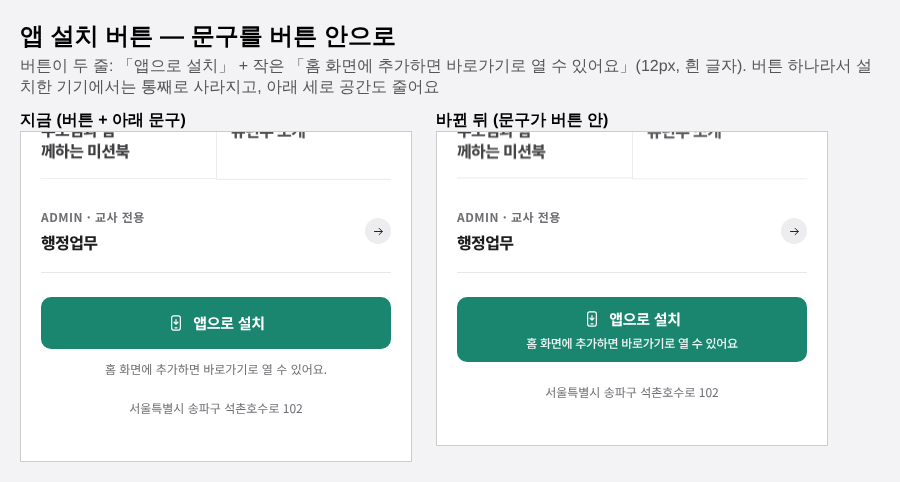 앱 설치 버튼 — 문구를 버튼 안으로
버튼이 두 줄: 「앱으로 설치」 + 작은 「홈 화면에 추가하면 바로가기로 열 수 있어요」(12px, 흰 글자). 버튼 하나라서 설
치한 기기에서는 통째로 사라지고, 아래 세로 공간도 줄어요
지금 (버튼 + 아래 문구)
께하는 미션북
ADMIN · 교사 전용
행정업무
앱으로 설치
홈 화면에 추가하면 바로가기로 열 수 있어요.
서울특별시 송파구 석촌호수로 102
바뀐 뒤 (문구가 버튼 안)
께하는 미션북
ADMIN · 교사 전용
행정업무
앱으로 설치
홈 화면에 추가하면 바로가기로 열 수 있어요
서울특별시 송파구 석촌호수로 102